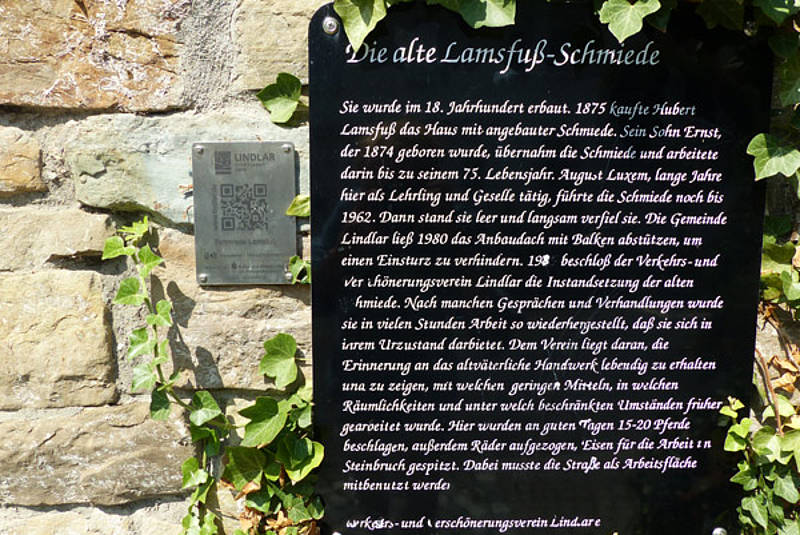 Die alte Lamsfuß-Schmiede
Sie wurde im 18. Jahrhundert erbaut. 1875 kaufte Hubert
Lamsfuß das Haus mit angebauter Schmiede. Sein Sohn Ernst,
der 1874 geboren wurde, übernahm die Schmiede und arbeitete
darin bis zu seinem 75. Lebensjahr. August Luxem, lange Jahre
hier als Lehrling und Geselle tätig, führte die Schmiede noch bis
1962. Dann stand sie leer und langsam verfiel sie. Die Gemeinde
Lindlar ließ 1980 das Anbaudach mit Balken abstützen, um
einen Einsturz zu verhindern. beschloß der Verkehrs- und
Verschönerungsverein Lindlar die Instandsetzung der alten
hmiede. Nach manchen Gesprächen und Verhandlungen wurde
sie in vielen Stunden Arbeit so wiederhergestellt, daß sie sich in
ihrem Urzustand darbietet. Dem Verein liegt daran, die
Erinnerung an das altväterliche Handwerk lebendig zu erhalten
und zu zeigen, mit welchen geringen Mitteln, in welchen
Räumlichkeiten und unter welch beschränkten Umständen früher
gearbeitet wurde. Hier wurden an guten Tagen 15-20 Pferde
beschlagen, außerdem Räder aufgezogen, Eisen für die Arbeit in
Steinbruch gespitzt. Dabei musste die Straße als Arbeitsfläche
mitbenutzt werden
Verkehrs- und Verschönerungsverein Lindlar e
LINDLAR